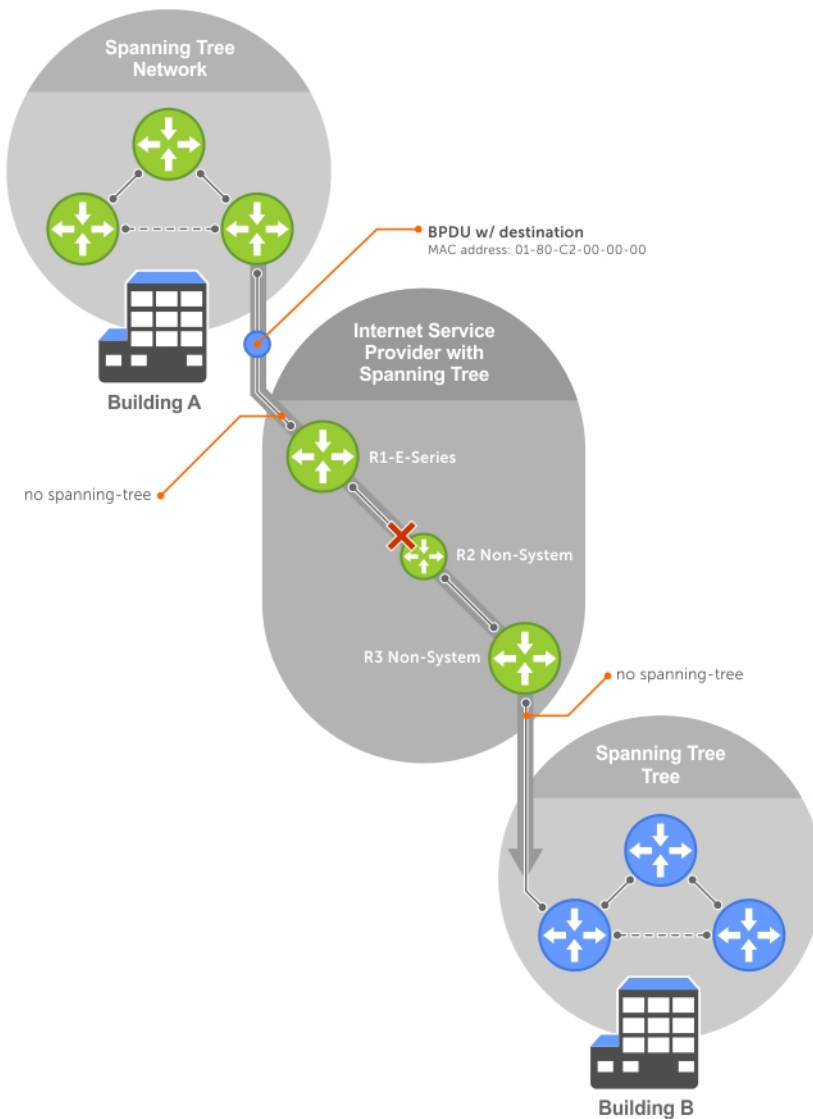 Spanning Tree
Network
BPDU w/ destination
MAC address: 01-80-C2-00-00-00
Internet Service
Provider with
Spanning Tree
Building A
R1-E-Series
no spanning-tree
R2 Non-System
R3 Non-System
no spanning-tree
Spanning Tree
Tree
Building B